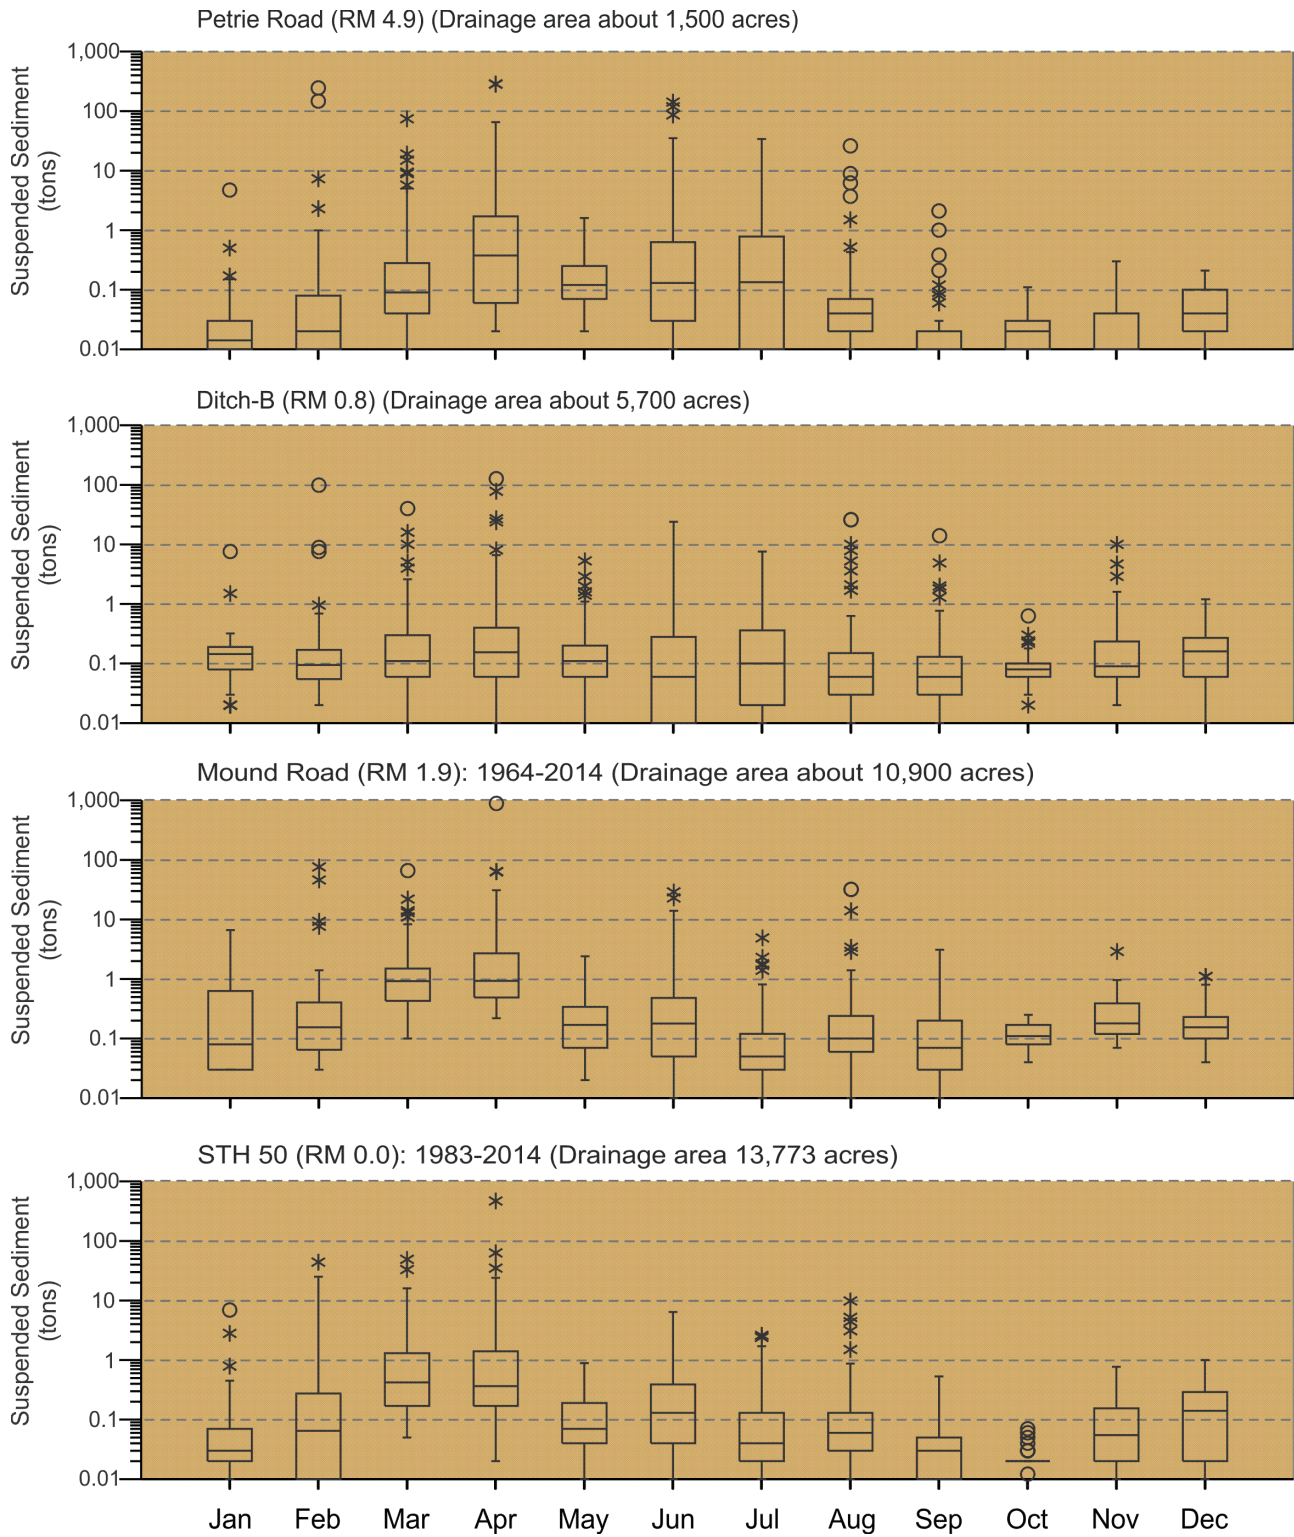 Petrie Road (RM 4.9) (Drainage area about 1,500 acres)
Suspended Sediment
(tons)
1,000
100
10
1
0.1
0.01
Ditch-B (RM 0.8) (Drainage area about 5,700 acres)
Suspended Sediment
(tons)
1,000
100
10
1
0.1
0.01
Mound Road (RM 1.9): 1964-2014 (Drainage area about 10,900 acres)
Suspended Sediment
(tons)
1,000
100
10
1
0.1
0.01
STH 50 (RM 0.0): 1983-2014 (Drainage area 13,773 acres)
Suspended Sediment
(tons)
1,000
100
10
1
0.1
0.01
Jan Feb Mar Apr May Jun Jul Aug Sep Oct Nov Dec